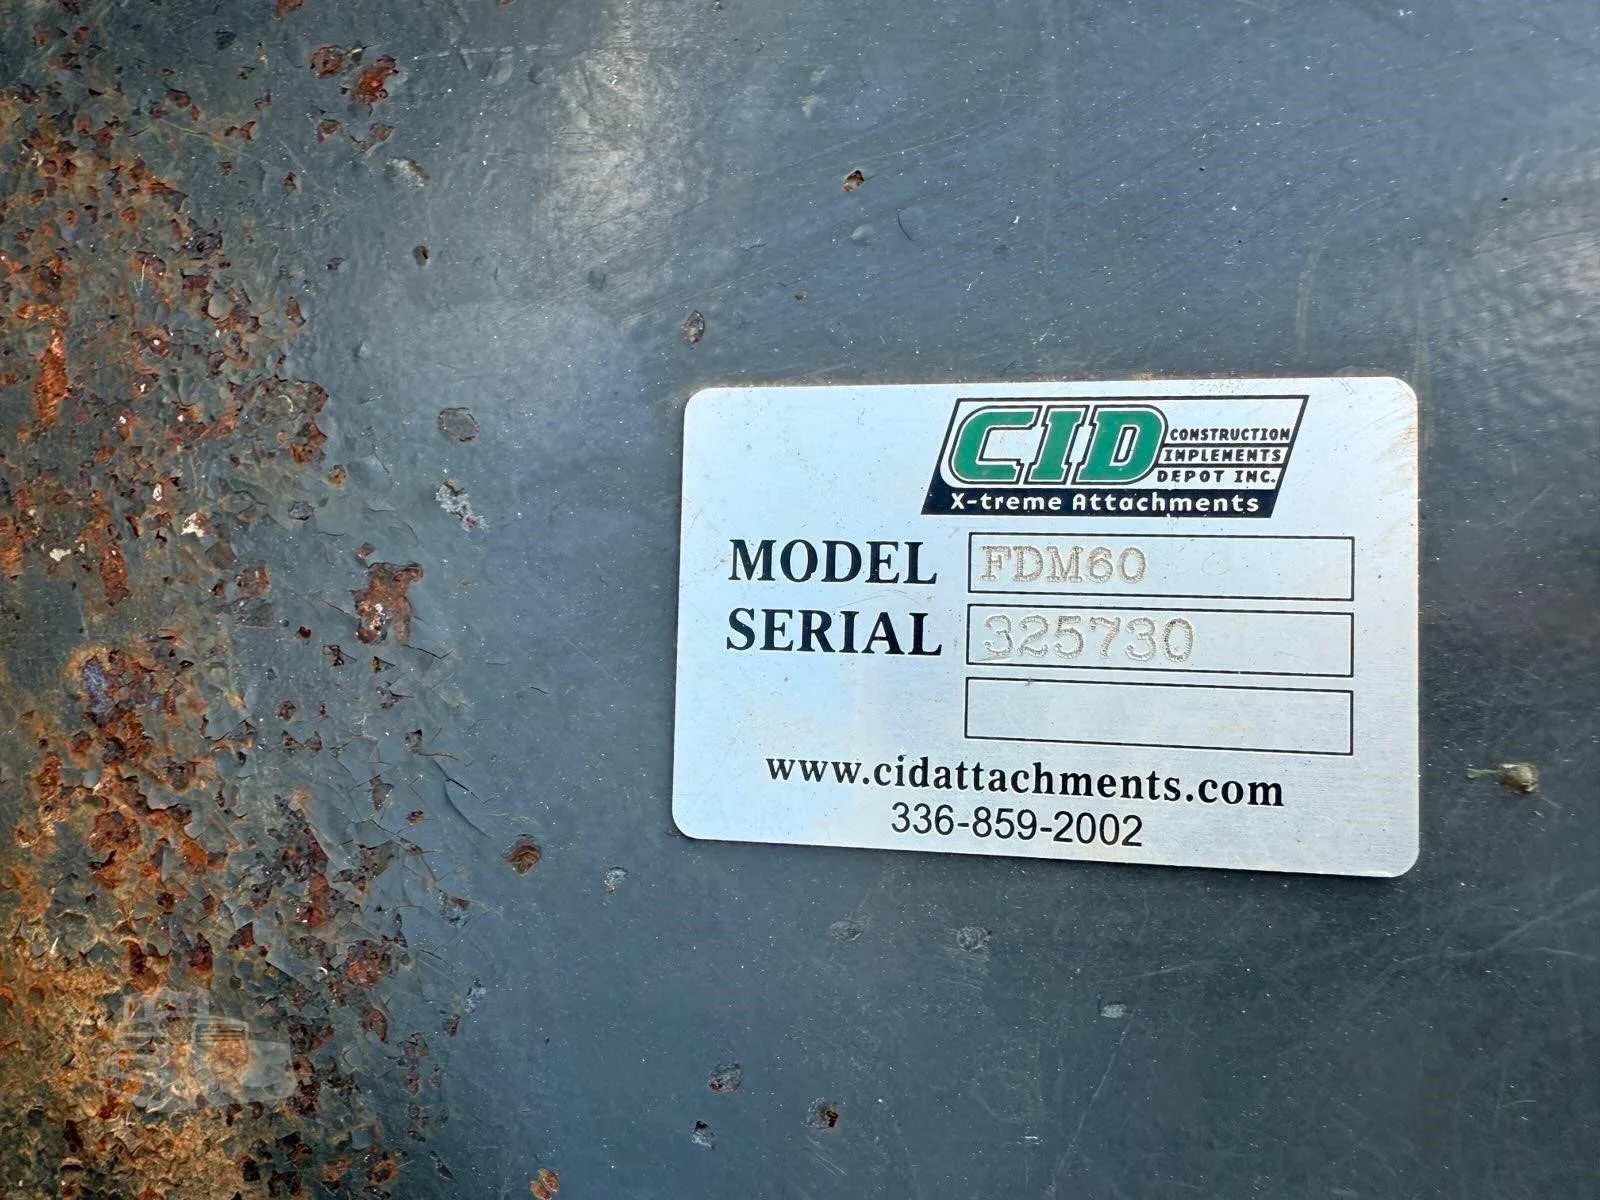 CID
CONSTRUCTION
IMPLEMENTS
DEPOT INC.
X-treme Attachments
MODEL FDM60
SERIAL 325730
www.cidattachments.com
336-859-2002